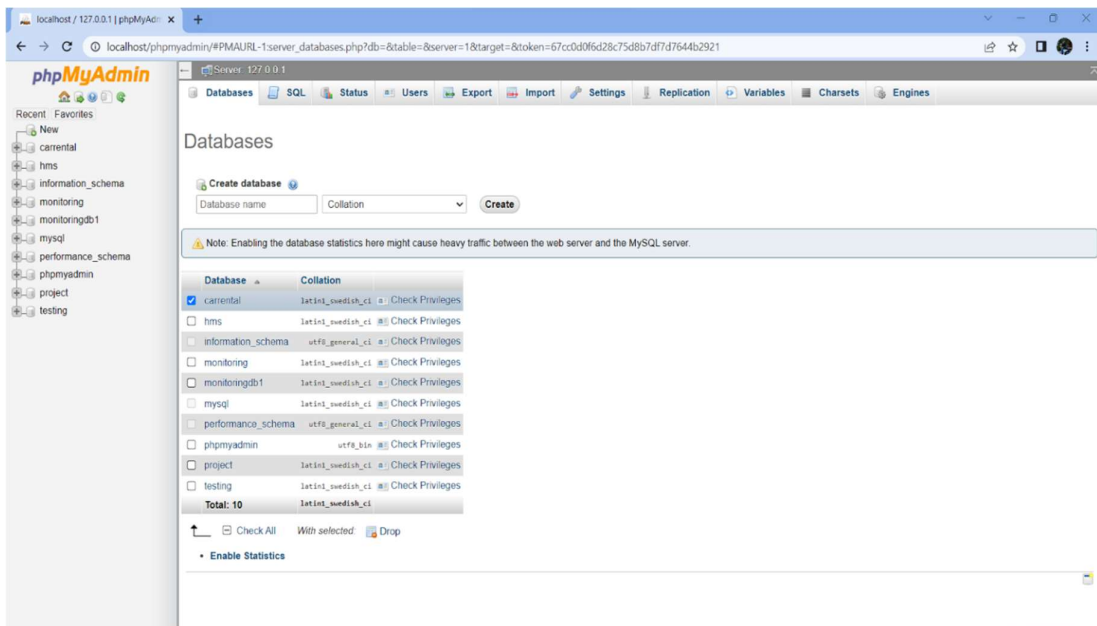 localhost / 127.0.0.1 | phpMyAdm
localhost/phpmyadmin/#PMAURL-1:server_databases.php?db=&table=&server=1&target=&token=67cc0d0f6d28c75d8b7df7d7644b2921
phpMyAdmin
Recent Favorites
New
carrental
hms
information_schema
monitoring
monitoringdb1
mysql
performance_schema
phpmyadmin
project
testing
Server: 127.0.0.1
Databases SQL Status Users Export Import Settings Replication Variables Charsets Engines
Databases
Create database
Database name Collation Create
Note: Enabling the database statistics here might cause heavy traffic between the web server and the MySQL server.
Database Collation
carrental latin1_swedish_ci Check Privileges
hms latin1_swedish_ci Check Privileges
information_schema utf8_general_ci Check Privileges
monitoring latin1_swedish_ci Check Privileges
monitoringdb1 latin1_swedish_ci Check Privileges
mysql latin1_swedish_ci Check Privileges
performance_schema utf8_general_ci Check Privileges
phpmyadmin utf8_bin Check Privileges
project latin1_swedish_ci Check Privileges
testing latin1_swedish_ci Check Privileges
Total: 10 latin1_swedish_ci
Check All With selected: Drop
Enable Statistics